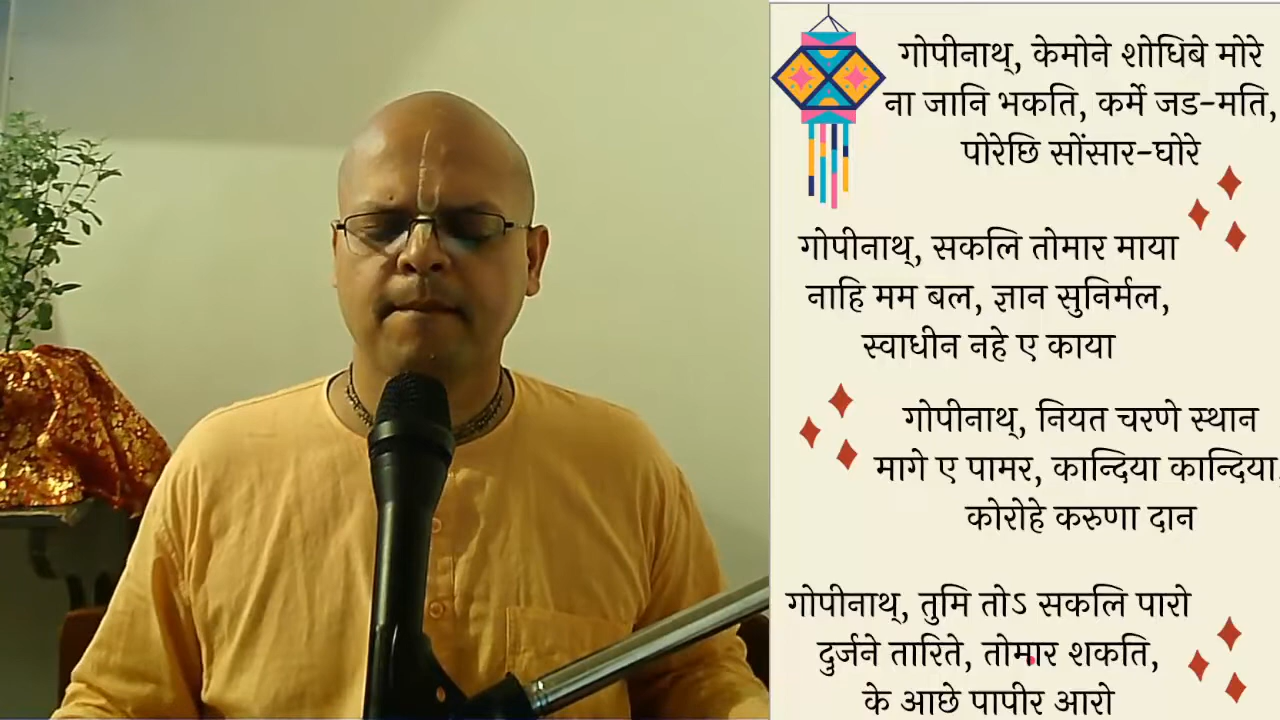 गोपीनाथ्, केमोने शोधिबे मोरे
ना जानि भकति, कर्मे जड-मति,
पोरेछि सोंसार-घोरे
गोपीनाथ्, सकलि तोमार माया
नाहि मम बल, ज्ञान सुनिर्मल,
स्वाधीन नहे ए काया
गोपीनाथ्, नियत चरणे स्थान
मागे ए पामर, कान्दिया कान्दिया,
कोरोहे करुणा दान
गोपीनाथ्, तुमि तोऽ सकलि पारो
दुर्जने तारिते, तोमार शकति,
के आछे पापीर आरो